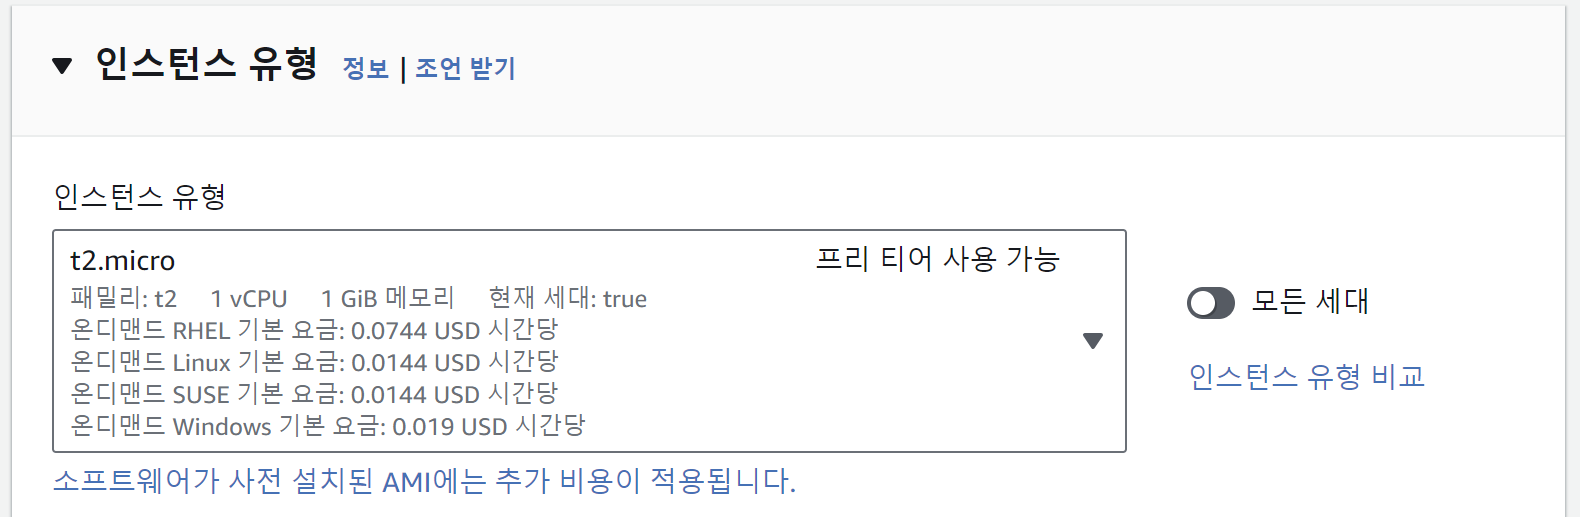 인스턴스 유형 정보 | 조언 받기
인스턴스 유형
t2.micro 프리 티어 사용 가능
패밀리: t2 1 vCPU 1 GiB 메모리 현재 세대: true
온디맨드 RHEL 기본 요금: 0.0744 USD 시간당
온디맨드 Linux 기본 요금: 0.0144 USD 시간당
온디맨드 SUSE 기본 요금: 0.0144 USD 시간당
온디맨드 Windows 기본 요금: 0.019 USD 시간당
모든 세대
인스턴스 유형 비교
소프트웨어가 사전 설치된 AMI에는 추가 비용이 적용됩니다.